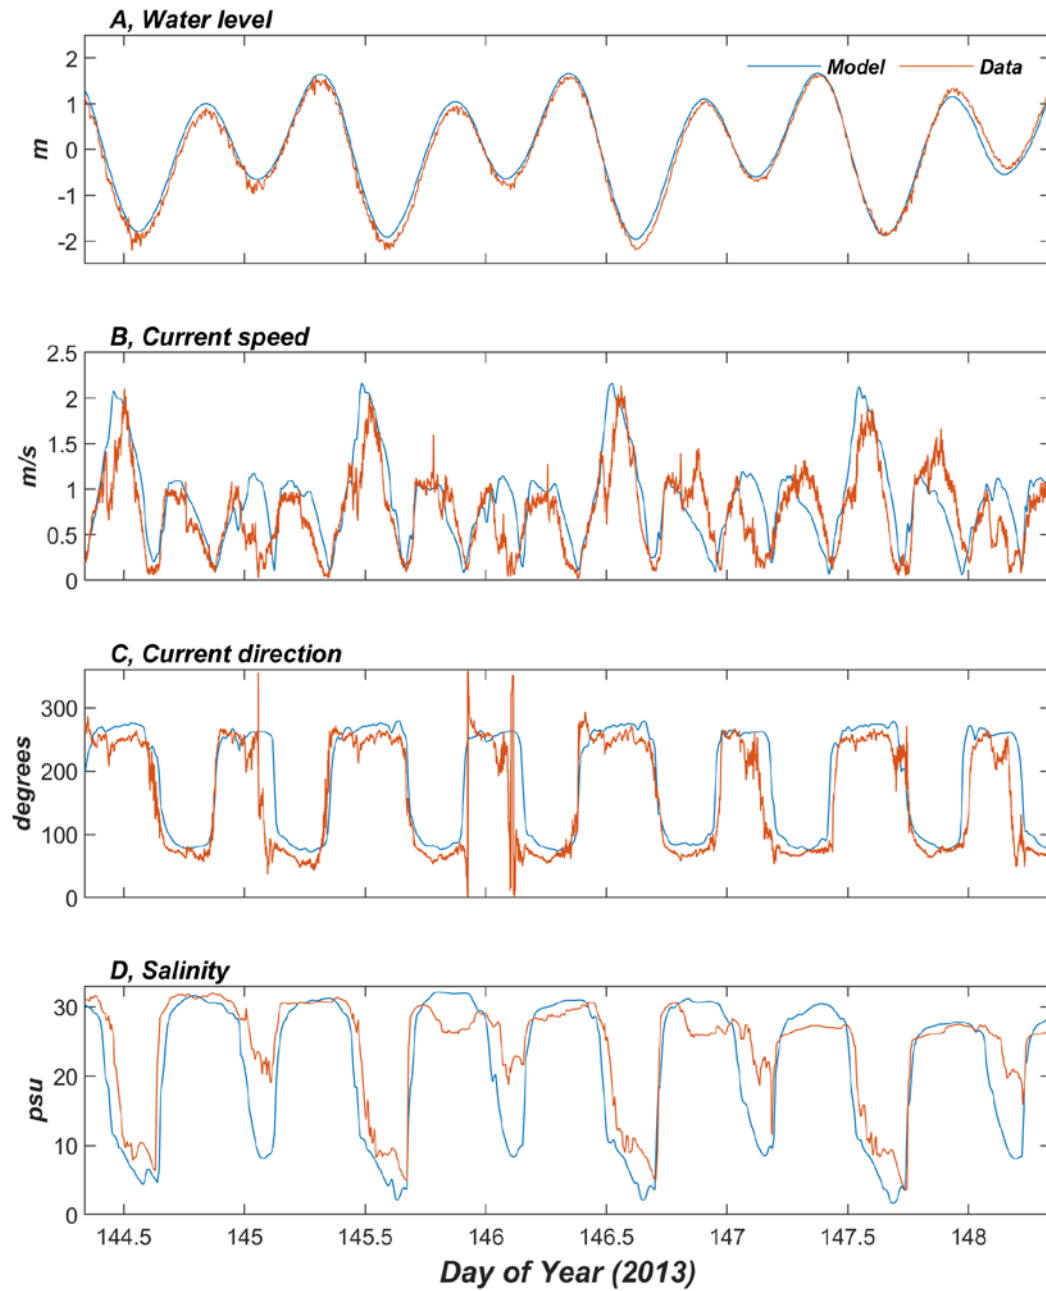 A, Water level
Model Data
2
1
0
-1
-2
m
B, Current speed
2.5
2
1.5
1
0.5
0
m/s
C, Current direction
300
200
100
0
degrees
D, Salinity
30
20
10
0
psu
144.5 145 145.5 146 146.5 147 147.5 148
Day of Year (2013)